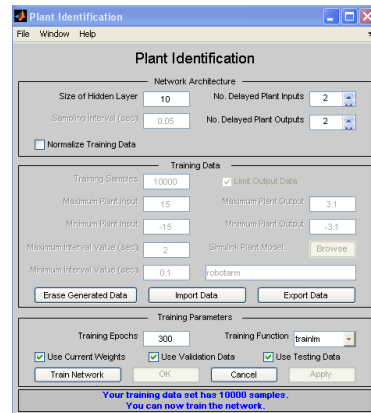 Plant Identification
File Window Help
Plant Identification
Network Architecture
Size of Hidden Layer 10 No. Delayed Plant Inputs 2
Sampling Interval (sec) 0.05 No. Delayed Plant Outputs 2
Normalize Training Data
Training Data
Training Samples 10000 Limit Output Data
Maximum Plant Input 15 Maximum Plant Output 3.1
Minimum Plant Input -15 Minimum Plant Output -3.1
Maximum Interval Value (sec) 2 Simulink Plant Model: Browse
Minimum Interval Value (sec) 0.1 robotarm
Erase Generated Data Import Data Export Data
Training Parameters
Training Epochs 300 Training Function trainlm
Use Current Weights Use Validation Data Use Testing Data
Train Network OK Cancel Apply
Your training data set has 10000 samples.
You can now train the network.